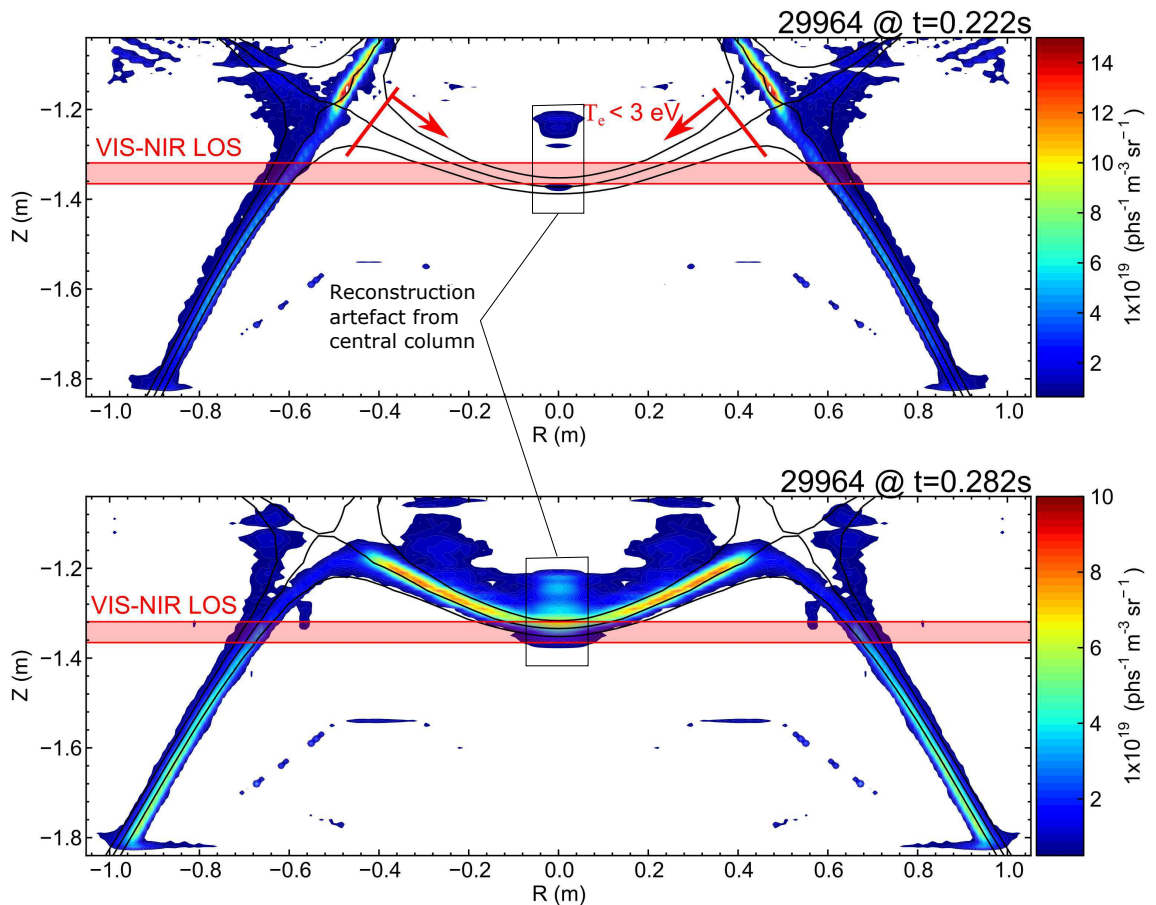 29964 @ t=0.222s
VIS-NIR LOS
T_e < 3 eV
Z (m)
−1.2
−1.4
−1.6
−1.8
−1.0 −0.8 −0.6 −0.4 −0.2 0.0 0.2 0.4 0.6 0.8 1.0
R (m)
14
12
10
8
6
4
2
1x10^19 (phs^-1 m^-3 sr^-1)
Reconstruction
artefact from
central column
29964 @ t=0.282s
VIS-NIR LOS
Z (m)
−1.2
−1.4
−1.6
−1.8
−1.0 −0.8 −0.6 −0.4 −0.2 0.0 0.2 0.4 0.6 0.8 1.0
R (m)
10
8
6
4
2
1x10^19 (phs^-1 m^-3 sr^-1)